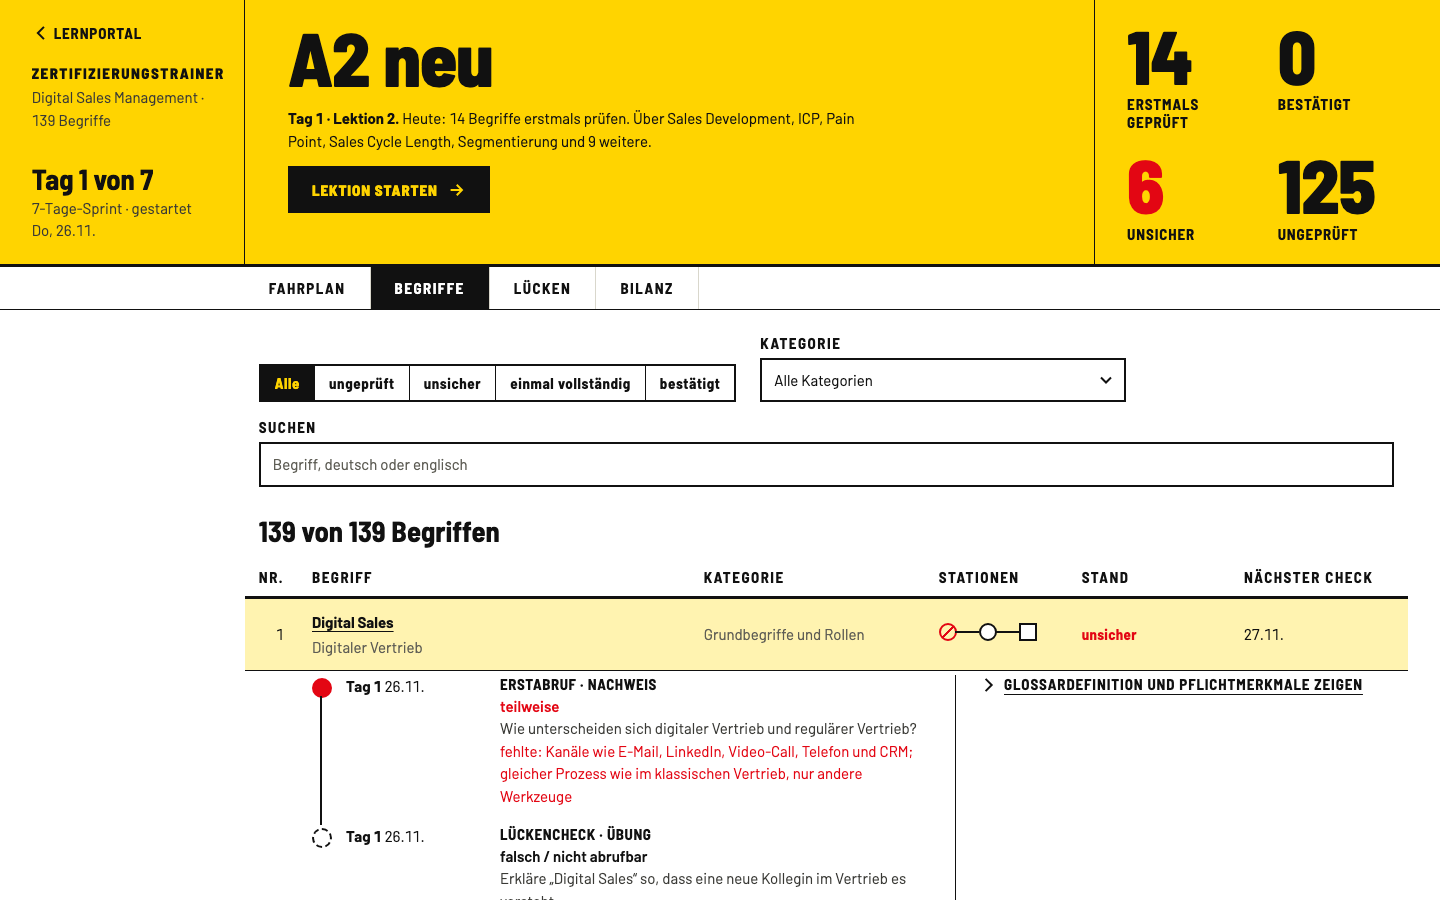 LERNPORTAL
ZERTIFIZIERUNGSTRAINER
Digital Sales Management ·
139 Begriffe
Tag 1 von 7
7-Tage-Sprint · gestartet
Do, 26.11.
A2 neu
Tag 1 · Lektion 2. Heute: 14 Begriffe erstmals prüfen. Über Sales Development, ICP, Pain
Point, Sales Cycle Length, Segmentierung und 9 weitere.
LEKTION STARTEN →
14
ERSTMALS
GEPRÜFT
0
BESTÄTIGT
6
UNSICHER
125
UNGEPRÜFT
FAHRPLAN
BEGRIFFE
LÜCKEN
BILANZ
Alle
ungeprüft
unsicher
einmal vollständig
bestätigt
KATEGORIE
Alle Kategorien
SUCHEN
Begriff, deutsch oder englisch
139 von 139 Begriffen
NR. BEGRIFF KATEGORIE STATIONEN STAND NÄCHSTER CHECK
1 Digital Sales Grundbegriffe und Rollen unsicher 27.11.
Digitaler Vertrieb
Tag 1 26.11.
ERSTABRUF · NACHWEIS
teilweise
Wie unterscheiden sich digitaler Vertrieb und regulärer Vertrieb?
fehlte: Kanäle wie E-Mail, LinkedIn, Video-Call, Telefon und CRM;
gleicher Prozess wie im klassischen Vertrieb, nur andere
Werkzeuge
GLOSSARDEFINITION UND PFLICHTMERKMALE ZEIGEN
Tag 1 26.11.
LÜCKENCHECK · ÜBUNG
falsch / nicht abrufbar
Erkläre „Digital Sales“ so, dass eine neue Kollegin im Vertrieb es
versteht.